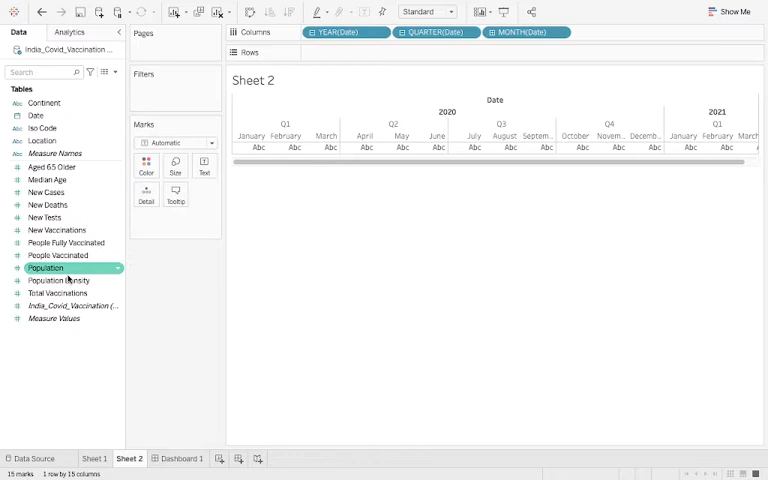 Standard
Show Me
Data
Analytics
India_Covid_Vaccination ...
Search
Tables
Abc Continent
Date
Abc Iso Code
Abc Location
Abc Measure Names
Aged 65 Older
Median Age
New Cases
New Deaths
New Tests
New Vaccinations
People Fully Vaccinated
People Vaccinated
Population
Population Density
Total Vaccinations
India_Covid_Vaccination (...
Measure Values
Pages
Filters
Marks
Automatic
Color
Size
Text
Detail
Tooltip
Columns
YEAR(Date)
QUARTER(Date)
MONTH(Date)
Rows
Sheet 2
Date
2020 2021
Q1 Q2 Q3 Q4 Q1
January February March April May June July August Septem.. October Novem.. Decemb.. January February March
Abc Abc Abc Abc Abc Abc Abc Abc Abc Abc Abc Abc Abc Abc
Data Source
Sheet 1
Sheet 2
Dashboard 1
15 marks 1 row by 15 columns